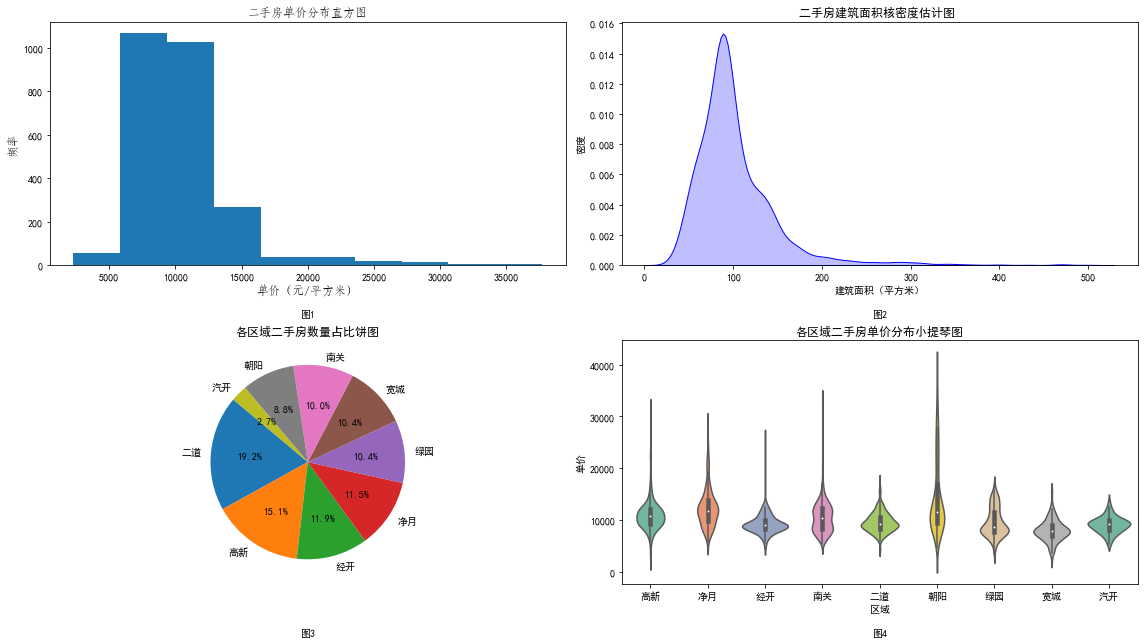 二手房单价分布直方图
频率
1000
800
600
400
200
0
5000 10000 15000 20000 25000 30000 35000
单价（元/平方米）
图1
二手房建筑面积核密度估计图
密度
0.016
0.014
0.012
0.010
0.008
0.006
0.004
0.002
0.000
0 100 200 300 400 500
建筑面积（平方米）
图2
各区域二手房数量占比饼图
南关
朝阳
宽城
汽开
绿园
二道
净月
高新
经开
10.0%
8.8%
10.4%
2.7%
10.4%
19.2%
11.5%
15.1%
11.9%
图3
各区域二手房单价分布小提琴图
单价
40000
30000
20000
10000
0
高新 净月 经开 南关 二道 朝阳 绿园 宽城 汽开
区域
图4